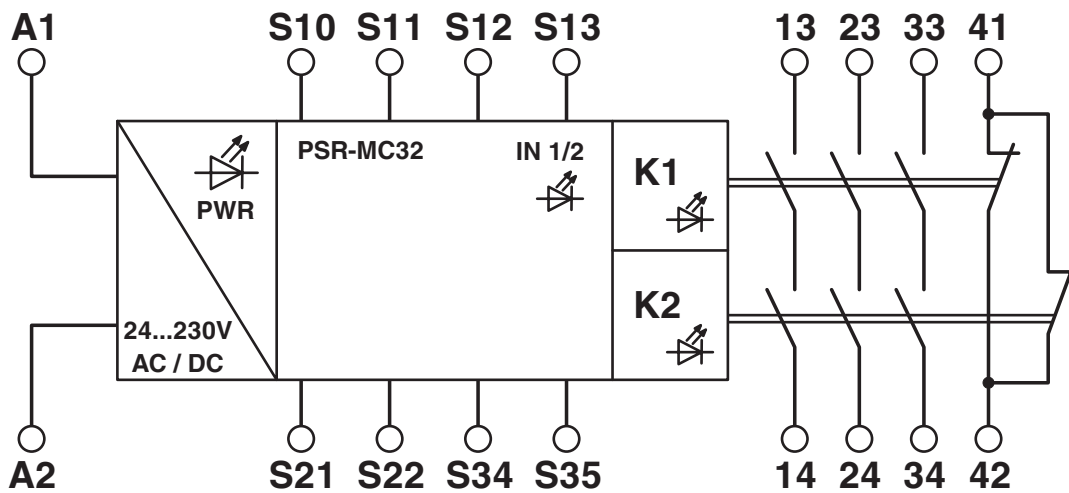 A1 S10 S11 S12 S13 13 23 33 41
PSR-MC32 IN 1/2
K1
PWR
K2
24...230V
AC / DC
A2 S21 S22 S34 S35 14 24 34 42